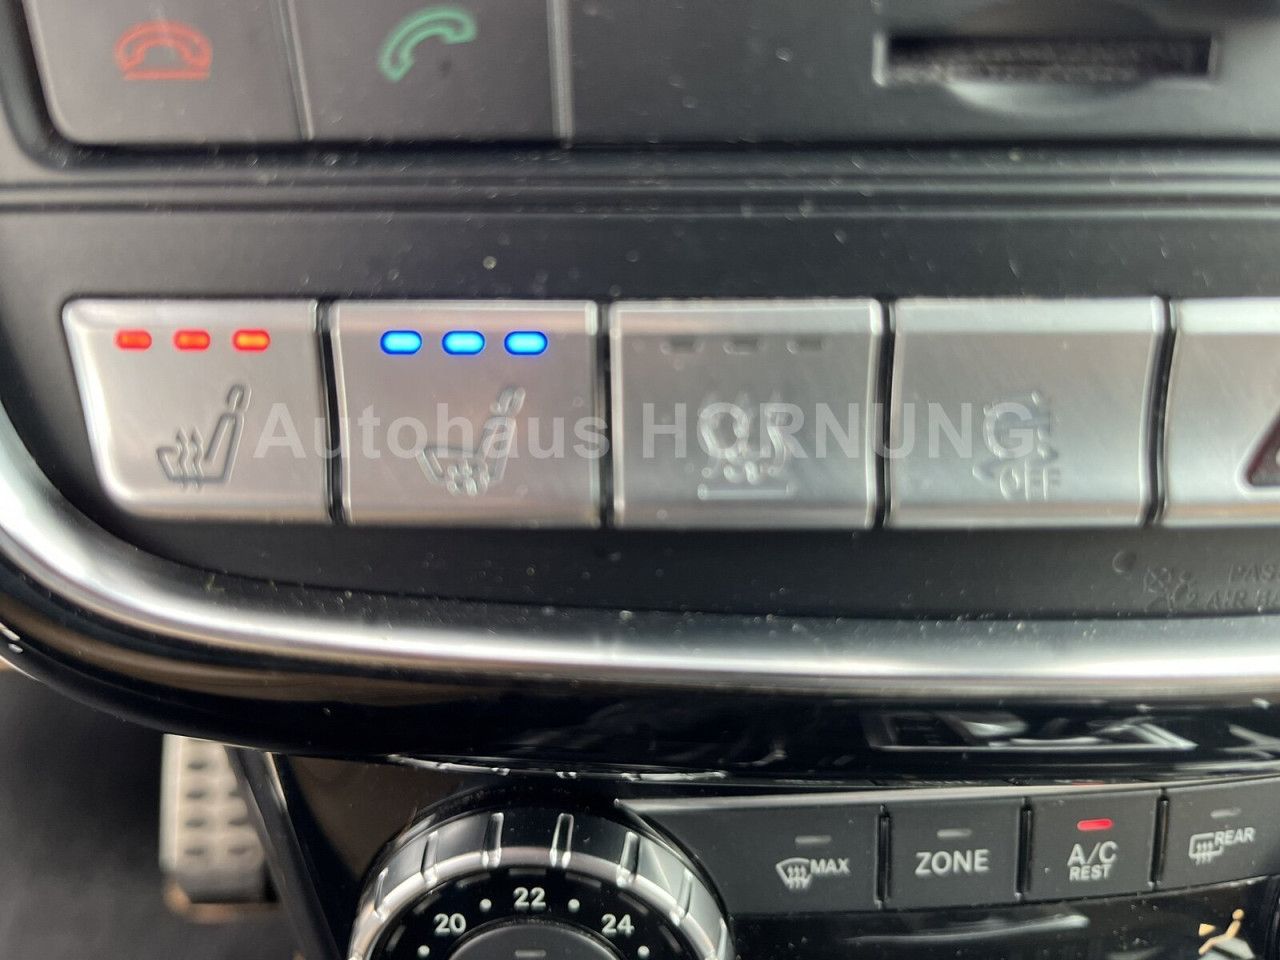 Autohaus HORNUNG
OFF
MAX
ZONE
A/C
REST
REAR
20 22 24